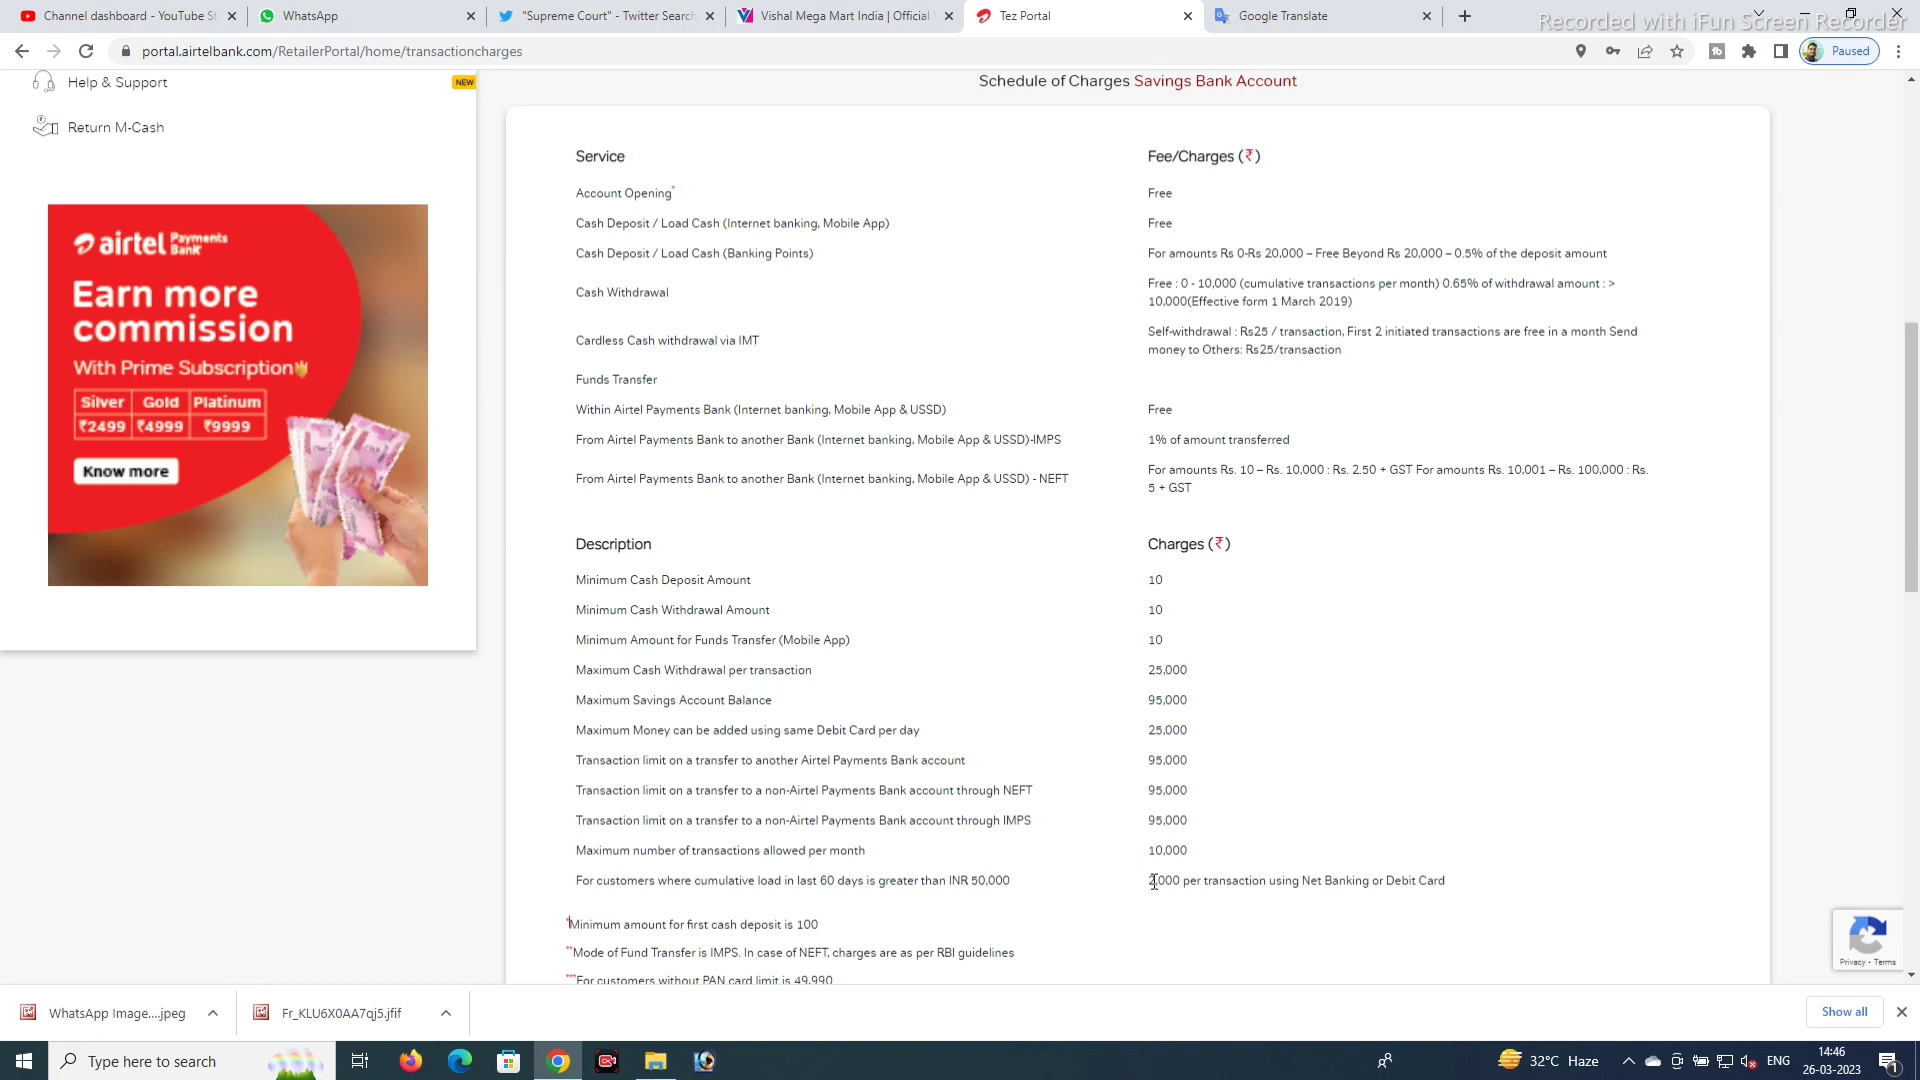 Channel dashboard - YouTube St
WhatsApp
"Supreme Court" - Twitter Search
Vishal Mega Mart India | Official
Tez Portal
Google Translate
Recorded with iFun Screen Recorder
portal.airtelbank.com/RetailerPortal/home/transactioncharges
Paused
Help & Support
NEW
Return M-Cash
airtel Payments Bank
Earn more
commission
With Prime Subscription
Silver Gold Platinum
₹2499 ₹4999 ₹9999
Know more
Schedule of Charges Savings Bank Account
Service Fee/Charges (₹)
Account Opening* Free
Cash Deposit / Load Cash (Internet banking, Mobile App) Free
Cash Deposit / Load Cash (Banking Points) For amounts Rs 0-Rs 20,000 – Free Beyond Rs 20,000 – 0.5% of the deposit amount
Cash Withdrawal Free : 0 - 10,000 (cumulative transactions per month) 0.65% of withdrawal amount : >
10,000(Effective form 1 March 2019)
Cardless Cash withdrawal via IMT Self-withdrawal : Rs25 / transaction, First 2 initiated transactions are free in a month Send
money to Others: Rs25/transaction
Funds Transfer
Within Airtel Payments Bank (Internet banking, Mobile App & USSD) Free
From Airtel Payments Bank to another Bank (Internet banking, Mobile App & USSD)-IMPS 1% of amount transferred
From Airtel Payments Bank to another Bank (Internet banking, Mobile App & USSD) - NEFT For amounts Rs. 10 – Rs. 10,000 : Rs. 2.50 + GST For amounts Rs. 10,001 – Rs. 100,000 : Rs.
5 + GST
Description Charges (₹)
Minimum Cash Deposit Amount 10
Minimum Cash Withdrawal Amount 10
Minimum Amount for Funds Transfer (Mobile App) 10
Maximum Cash Withdrawal per transaction 25,000
Maximum Savings Account Balance 95,000
Maximum Money can be added using same Debit Card per day 25,000
Transaction limit on a transfer to another Airtel Payments Bank account 95,000
Transaction limit on a transfer to a non-Airtel Payments Bank account through NEFT 95,000
Transaction limit on a transfer to a non-Airtel Payments Bank account through IMPS 95,000
Maximum number of transactions allowed per month 10,000
For customers where cumulative load in last 60 days is greater than INR 50,000 2,000 per transaction using Net Banking or Debit Card
*Minimum amount for first cash deposit is 100
**Mode of Fund Transfer is IMPS. In case of NEFT, charges are as per RBI guidelines
***For customers without PAN card limit is 49,990
Privacy - Terms
WhatsApp Image....jpeg
Fr_KLU6X0AA7qj5.jfif
Show all
Type here to search
32°C Haze
ENG
14:46
26-03-2023
1